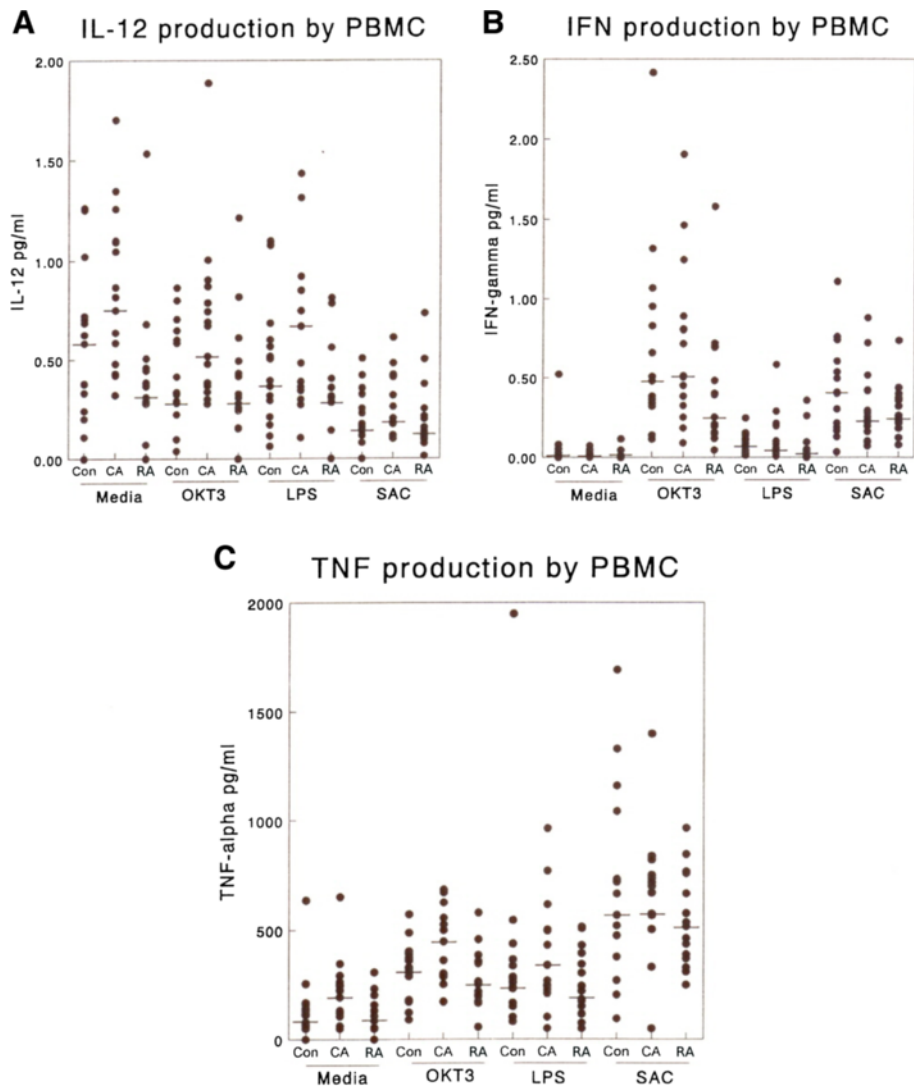 A
IL-12 production by PBMC
2.00
1.50
1.00
0.50
0.00
IL-12 pg/ml
Con CA RA Con CA RA Con CA RA Con CA RA
Media OKT3 LPS SAC
B
IFN production by PBMC
2.50
2.00
1.50
1.00
0.50
0.00
IFN-gamma pg/ml
Con CA RA Con CA RA Con CA RA Con CA RA
Media OKT3 LPS SAC
C
TNF production by PBMC
2000
1500
1000
500
0
TNF-alpha pg/ml
Con CA RA Con CA RA Con CA RA Con CA RA
Media OKT3 LPS SAC